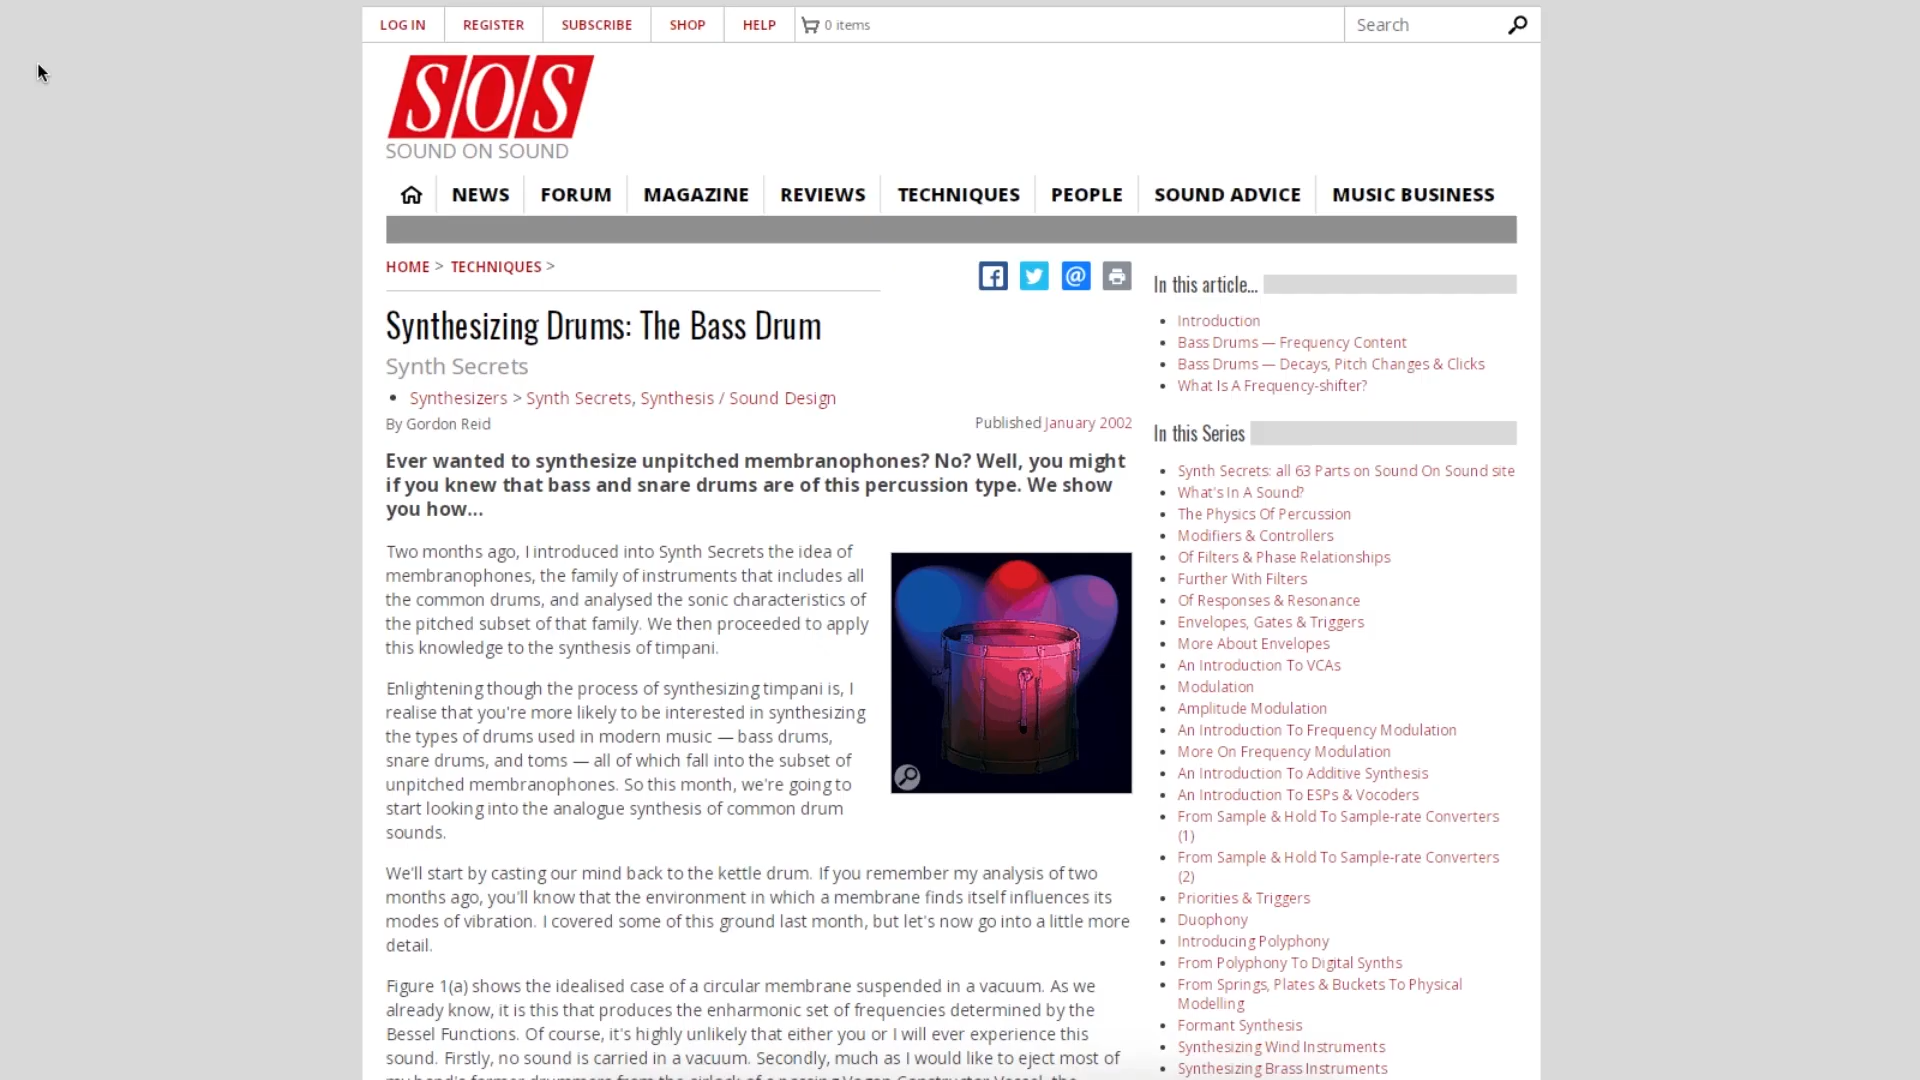 LOG IN
REGISTER
SUBSCRIBE
SHOP
HELP
0 items
Search
SOS
SOUND ON SOUND
NEWS
FORUM
MAGAZINE
REVIEWS
TECHNIQUES
PEOPLE
SOUND ADVICE
MUSIC BUSINESS
HOME > TECHNIQUES >
Synthesizing Drums: The Bass Drum
Synth Secrets
Synthesizers > Synth Secrets, Synthesis / Sound Design
By Gordon Reid
Published January 2002
Ever wanted to synthesize unpitched membranophones? No? Well, you might
if you knew that bass and snare drums are of this percussion type. We show
you how...
Two months ago, I introduced into Synth Secrets the idea of
membranophones, the family of instruments that includes all
the common drums, and analysed the sonic characteristics of
the pitched subset of that family. We then proceeded to apply
this knowledge to the synthesis of timpani.
Enlightening though the process of synthesizing timpani is, I
realise that you're more likely to be interested in synthesizing
the types of drums used in modern music — bass drums,
snare drums, and toms — all of which fall into the subset of
unpitched membranophones. So this month, we're going to
start looking into the analogue synthesis of common drum
sounds.
We'll start by casting our mind back to the kettle drum. If you remember my analysis of two
months ago, you'll know that the environment in which a membrane finds itself influences its
modes of vibration. I covered some of this ground last month, but let's now go into a little more
detail.
Figure 1(a) shows the idealised case of a circular membrane suspended in a vacuum. As we
already know, it is this that produces the enharmonic set of frequencies determined by the
Bessel Functions. Of course, it's highly unlikely that either you or I will ever experience this
sound. Firstly, no sound is carried in a vacuum. Secondly, much as I would like to eject most of
In this article...
Introduction
Bass Drums — Frequency Content
Bass Drums — Decays, Pitch Changes & Clicks
What Is A Frequency-shifter?
In this Series
Synth Secrets: all 63 Parts on Sound On Sound site
What's In A Sound?
The Physics Of Percussion
Modifiers & Controllers
Of Filters & Phase Relationships
Further With Filters
Of Responses & Resonance
Envelopes, Gates & Triggers
More About Envelopes
An Introduction To VCAs
Modulation
Amplitude Modulation
An Introduction To Frequency Modulation
More On Frequency Modulation
An Introduction To Additive Synthesis
An Introduction To ESPs & Vocoders
From Sample & Hold To Sample-rate Converters
(1)
From Sample & Hold To Sample-rate Converters
(2)
Priorities & Triggers
Duophony
Introducing Polyphony
From Polyphony To Digital Synths
From Springs, Plates & Buckets To Physical
Modelling
Formant Synthesis
Synthesizing Wind Instruments
Synthesizing Brass Instruments